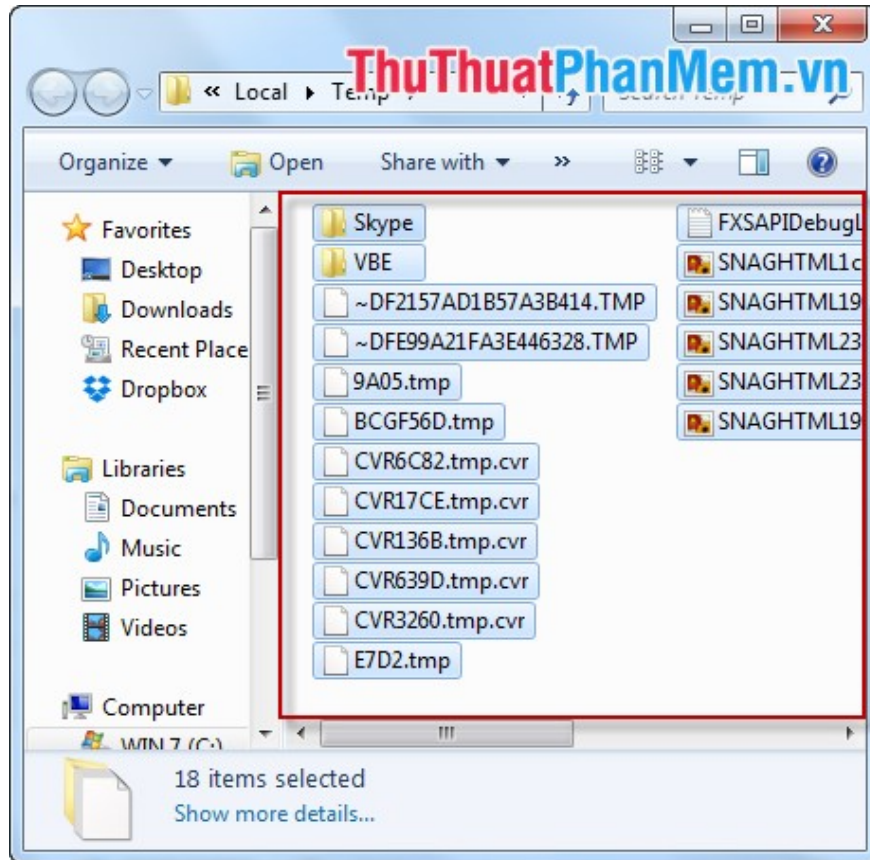 ThuThuatPhanMem.vn
« Local ▸ Temp
Organize Open Share with »
Favorites
Desktop
Downloads
Recent Place
Dropbox
Libraries
Documents
Music
Pictures
Videos
Computer
WIN 7 (C:)
Skype
VBE
~DF2157AD1B57A3B414.TMP
~DFE99A21FA3E446328.TMP
9A05.tmp
BCGF56D.tmp
CVR6C82.tmp.cvr
CVR17CE.tmp.cvr
CVR136B.tmp.cvr
CVR639D.tmp.cvr
CVR3260.tmp.cvr
E7D2.tmp
FXSAPIDebugL
SNAGHTML1c
SNAGHTML19
SNAGHTML23
SNAGHTML23
SNAGHTML19
18 items selected
Show more details...